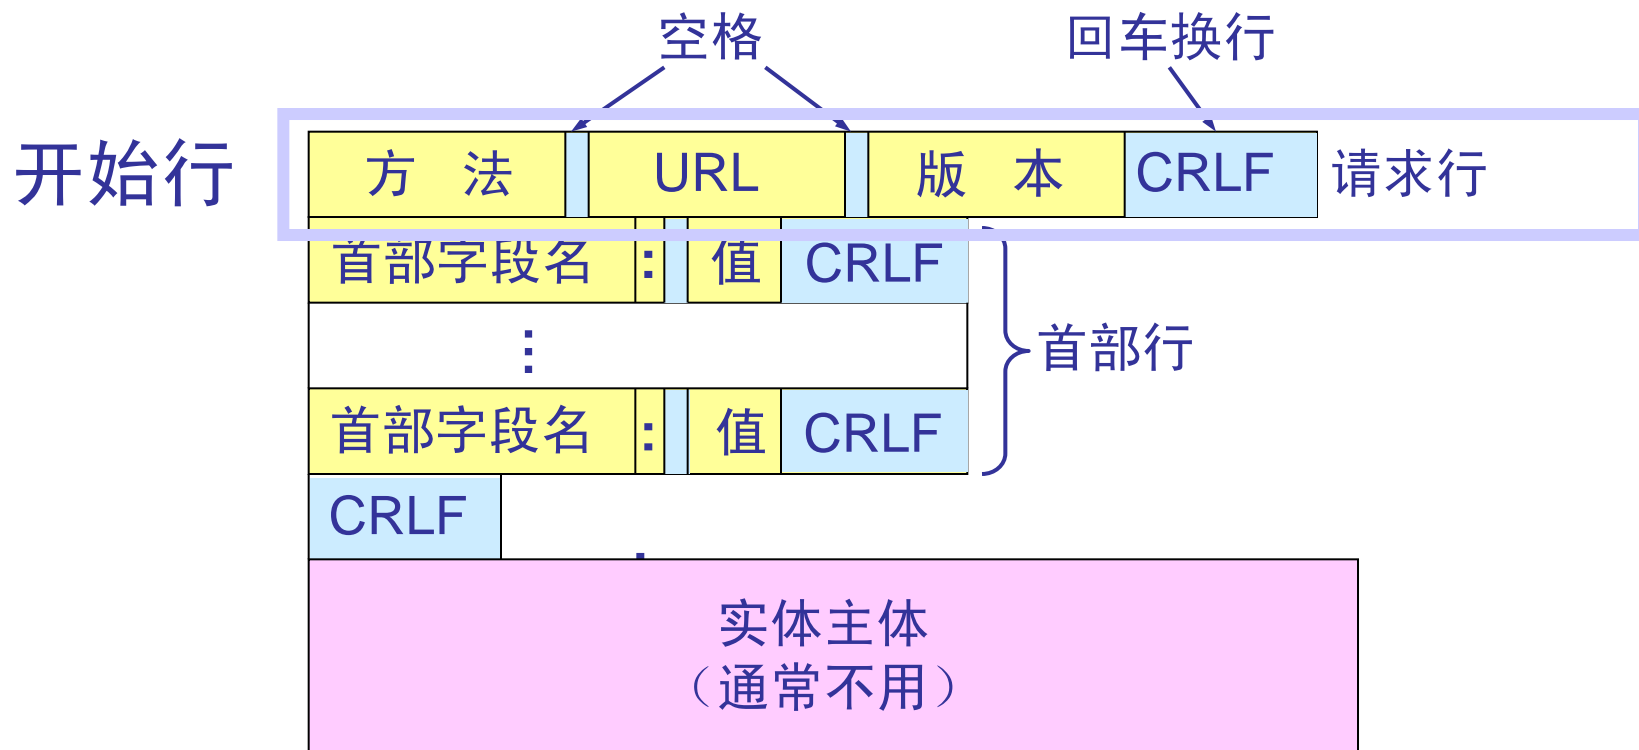 空格 回车换行
开始行 方 法 URL 版 本 CRLF 请求行
首部字段名 : 值 CRLF
⋮ 首部行
首部字段名 : 值 CRLF
CRLF
实体主体
（通常不用）